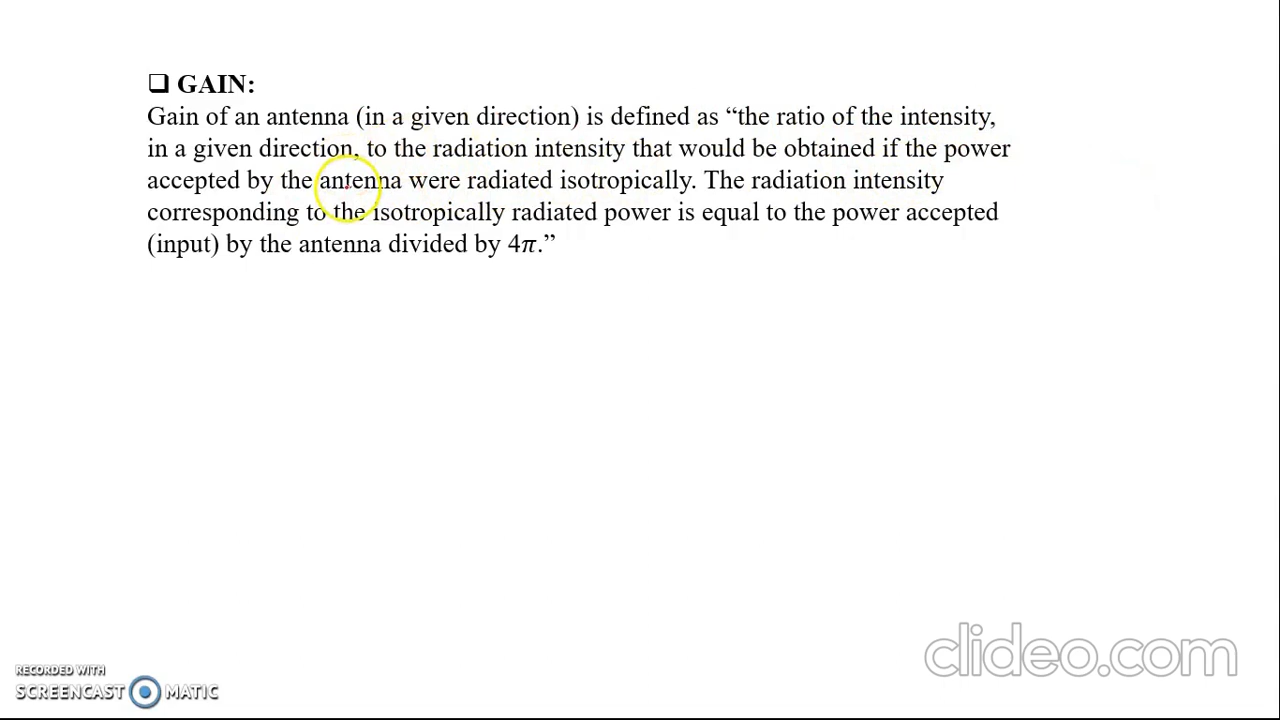 ❑ GAIN:
Gain of an antenna (in a given direction) is defined as “the ratio of the intensity,
in a given direction, to the radiation intensity that would be obtained if the power
accepted by the antenna were radiated isotropically. The radiation intensity
corresponding to the isotropically radiated power is equal to the power accepted
(input) by the antenna divided by 4𝜋.”
clideo.com
RECORDED WITH
SCREENCAST MATIC